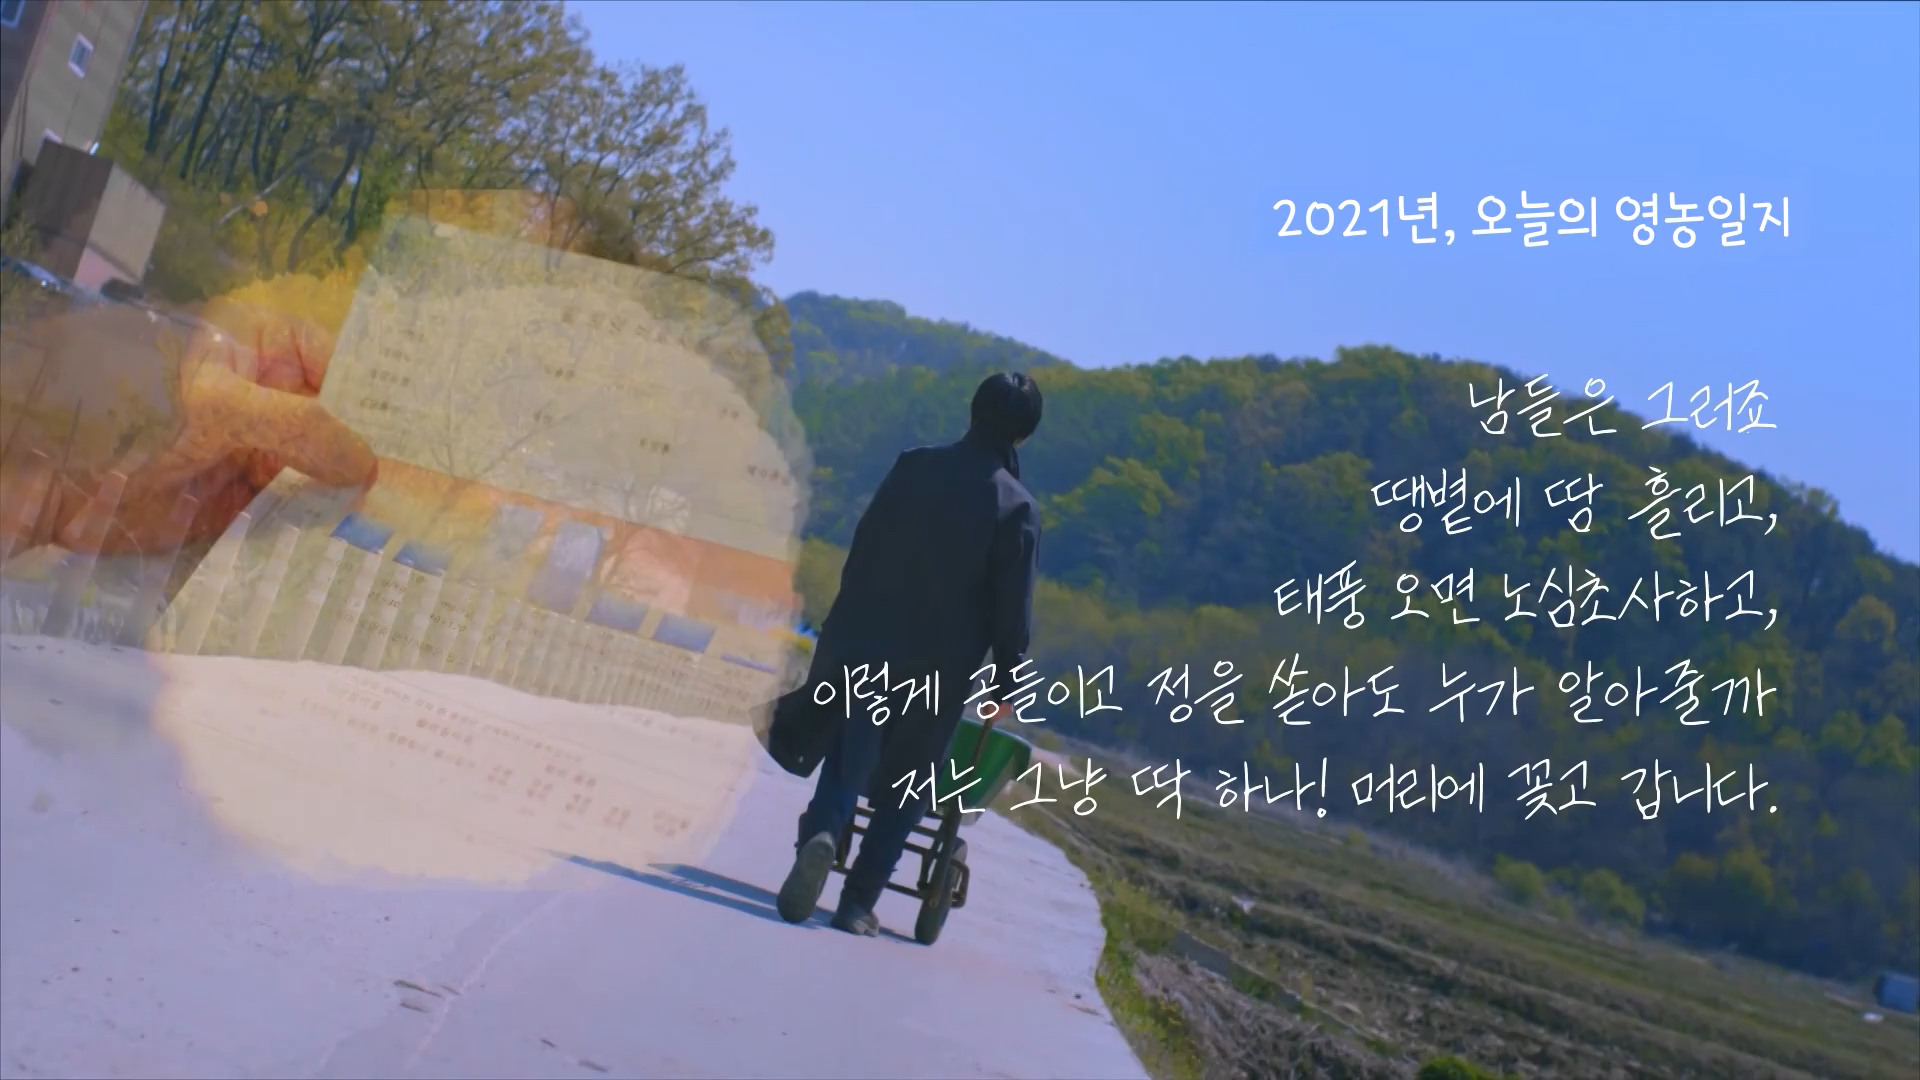 2021년, 오늘의 영농일지
남들은 그러죠
땡볕에 땀 흘리고,
태풍 오면 노심초사하고,
이렇게 공들이고 정을 쏟아도 누가 알아줄까
저는 그냥 딱 하나! 머리에 꽂고 갑니다.